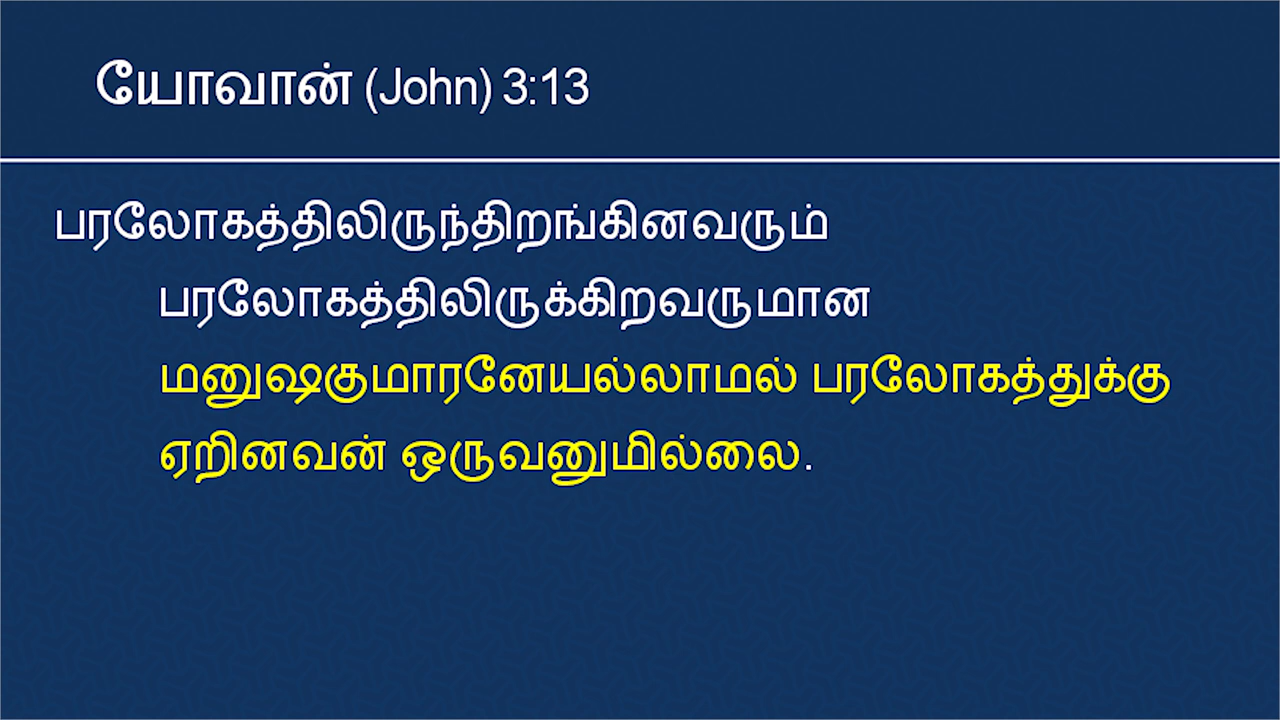 யோவான் (John) 3:13
பரலோகத்திலிருந்திறங்கினவரும்
பரலோகத்திலிருக்கிறவருமான
மனுஷகுமாரனேயல்லாமல் பரலோகத்துக்கு
ஏறினவன் ஒருவனுமில்லை.